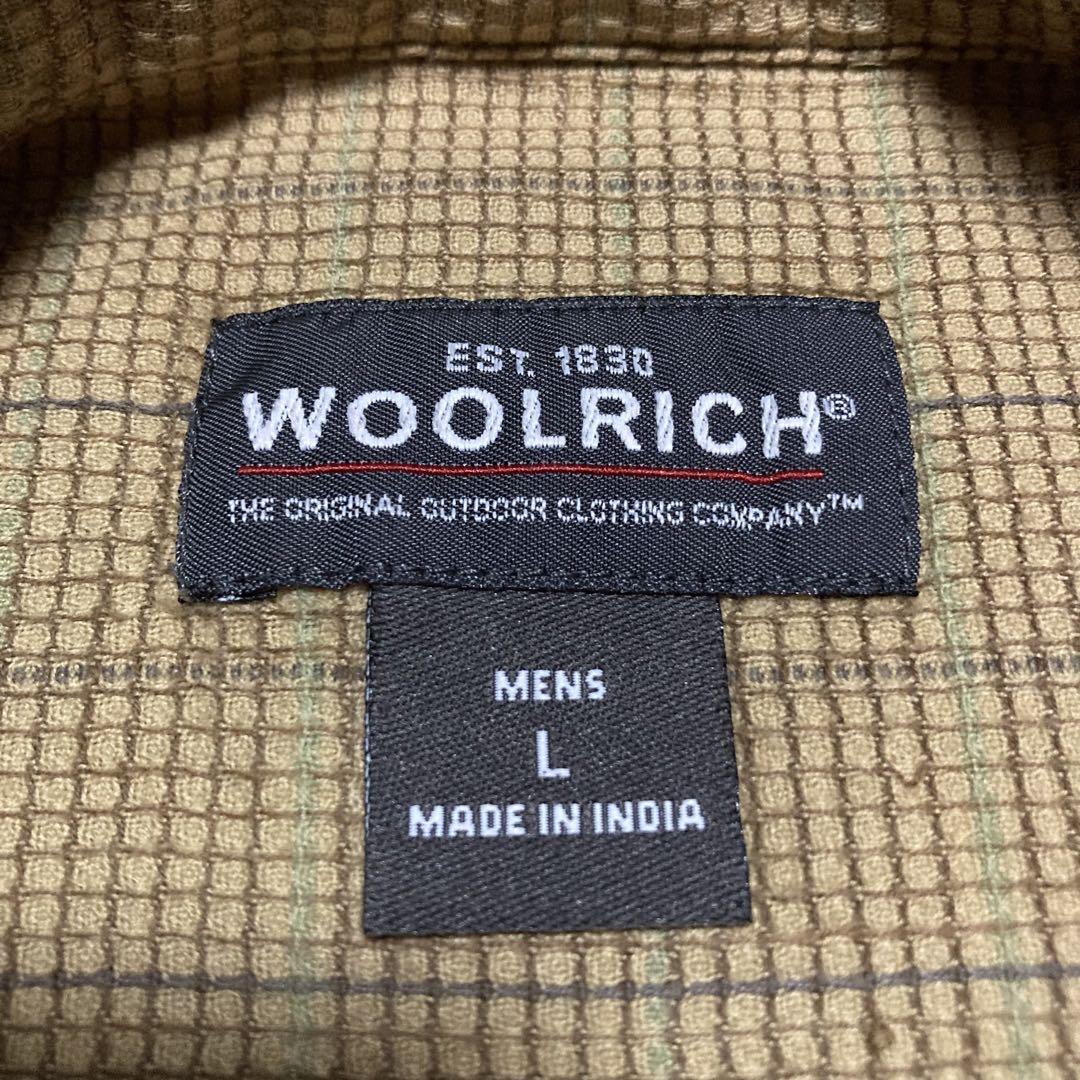 EST. 1830
WOOLRICH®
THE ORIGINAL OUTDOOR CLOTHING COMPANY™
MENS
L
MADE IN INDIA